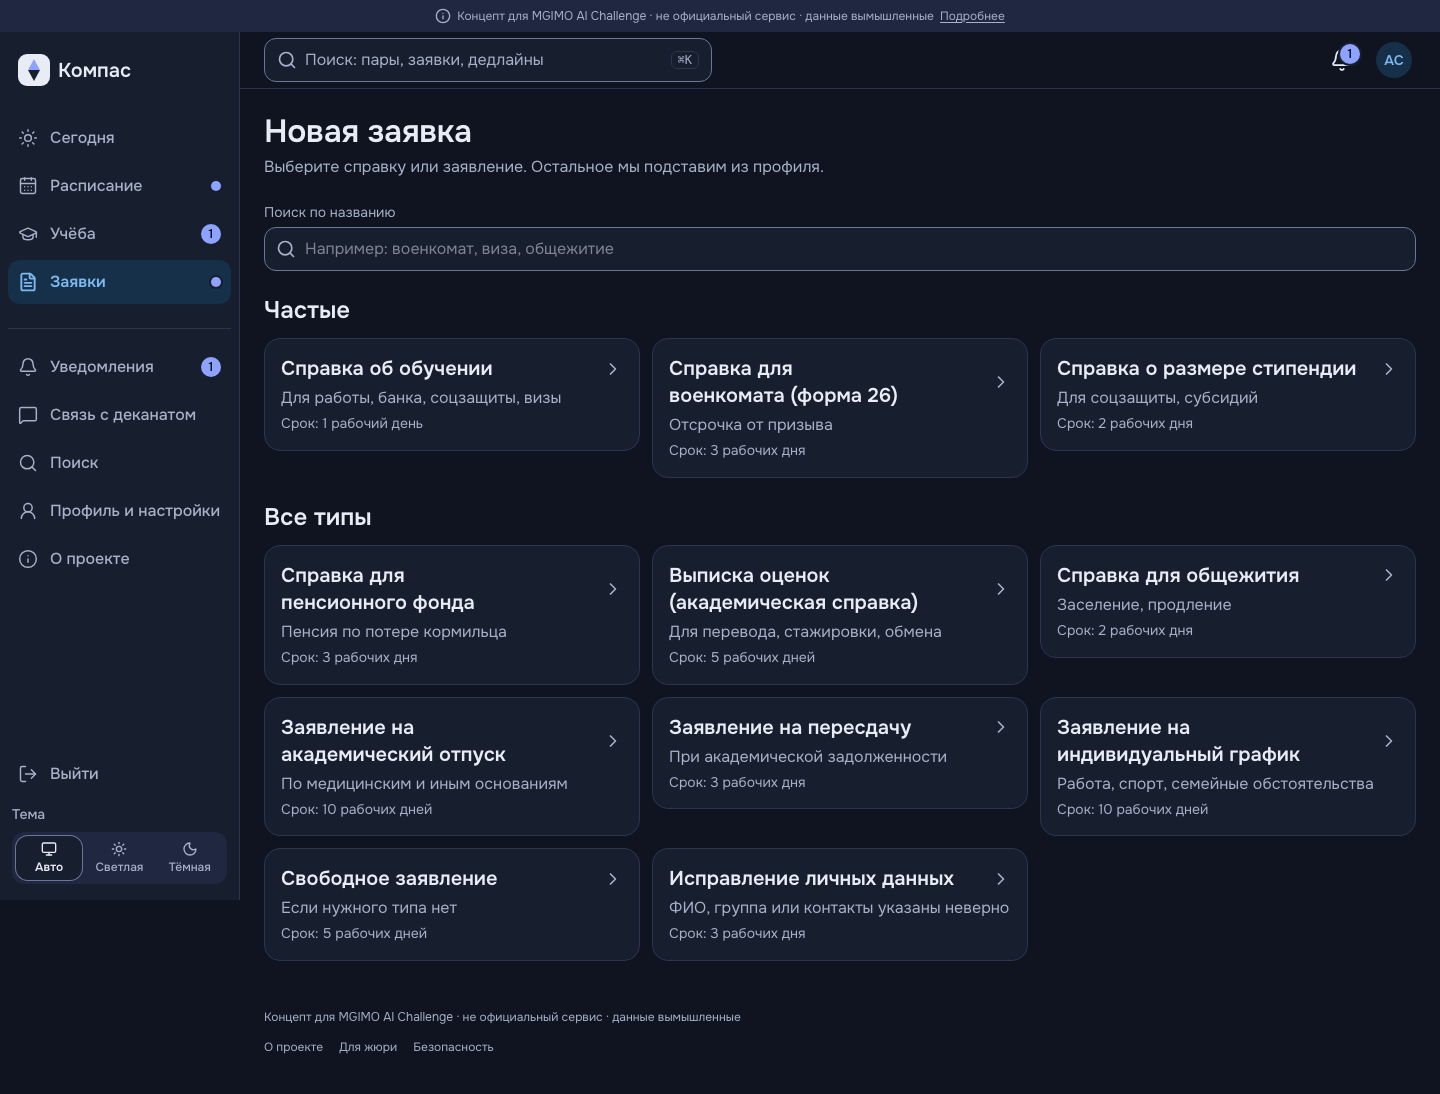 Концепт для MGIMO AI Challenge · не официальный сервис · данные вымышленные Подробнее
Компас
Поиск: пары, заявки, дедлайны
⌘K
1
АС
Сегодня
Расписание
Учёба
1
Заявки
Уведомления
1
Связь с деканатом
Поиск
Профиль и настройки
О проекте
Выйти
Тема
Авто
Светлая
Тёмная
Новая заявка
Выберите справку или заявление. Остальное мы подставим из профиля.
Поиск по названию
Например: военкомат, виза, общежитие
Частые
Справка об обучении
Для работы, банка, соцзащиты, визы
Срок: 1 рабочий день
Справка для
военкомата (форма 26)
Отсрочка от призыва
Срок: 3 рабочих дня
Справка о размере стипендии
Для соцзащиты, субсидий
Срок: 2 рабочих дня
Все типы
Справка для
пенсионного фонда
Пенсия по потере кормильца
Срок: 3 рабочих дня
Выписка оценок
(академическая справка)
Для перевода, стажировки, обмена
Срок: 5 рабочих дней
Справка для общежития
Заселение, продление
Срок: 2 рабочих дня
Заявление на
академический отпуск
По медицинским и иным основаниям
Срок: 10 рабочих дней
Заявление на пересдачу
При академической задолженности
Срок: 3 рабочих дня
Заявление на
индивидуальный график
Работа, спорт, семейные обстоятельства
Срок: 10 рабочих дней
Свободное заявление
Если нужного типа нет
Срок: 5 рабочих дней
Исправление личных данных
ФИО, группа или контакты указаны неверно
Срок: 3 рабочих дня
Концепт для MGIMO AI Challenge · не официальный сервис · данные вымышленные
О проекте
Для жюри
Безопасность